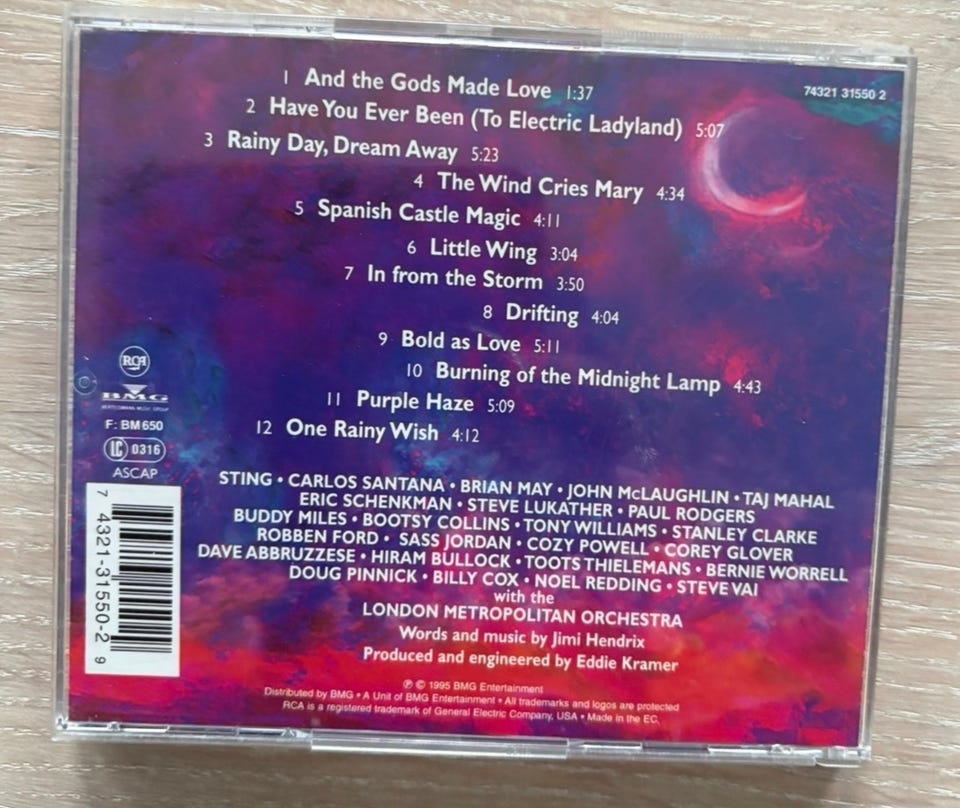 74321 31550 2
1 And the Gods Made Love 1:37
2 Have You Ever Been (To Electric Ladyland) 5:07
3 Rainy Day, Dream Away 5:23
4 The Wind Cries Mary 4:34
5 Spanish Castle Magic 4:11
6 Little Wing 3:04
7 In from the Storm 3:50
8 Drifting 4:04
9 Bold as Love 5:11
10 Burning of the Midnight Lamp 4:43
11 Purple Haze 5:09
12 One Rainy Wish 4:12
RCA
BMG
BERTELSMANN MUSIC GROUP
F: BM 650
LC 0316
ASCAP
7 4321-31550-2 9
STING • CARLOS SANTANA • BRIAN MAY • JOHN McLAUGHLIN • TAJ MAHAL
ERIC SCHENKMAN • STEVE LUKATHER • PAUL RODGERS
BUDDY MILES • BOOTSY COLLINS • TONY WILLIAMS • STANLEY CLARKE
ROBBEN FORD • SASS JORDAN • COZY POWELL • COREY GLOVER
DAVE ABBRUZZESE • HIRAM BULLOCK • TOOTS THIELEMANS • BERNIE WORRELL
DOUG PINNICK • BILLY COX • NOEL REDDING • STEVE VAI
with the
LONDON METROPOLITAN ORCHESTRA
Words and music by Jimi Hendrix
Produced and engineered by Eddie Kramer
℗ © 1995 BMG Entertainment
Distributed by BMG • A Unit of BMG Entertainment • All trademarks and logos are protected
RCA is a registered trademark of General Electric Company, USA • Made in the EC.